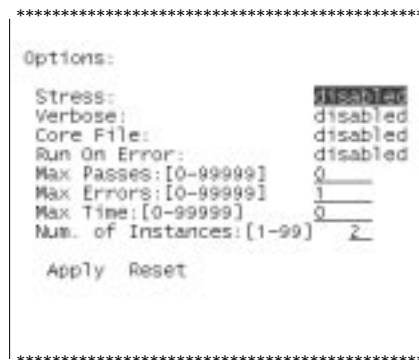 ****************************************
Options:
Stress: disabled
Verbose: disabled
Core File: disabled
Run On Error: disabled
Max Passes:[0-99999] 0
Max Errors:[0-99999] 1
Max Time:[0-99999] 0
Num. of Instances:[1-99] 2
Apply Reset
****************************************